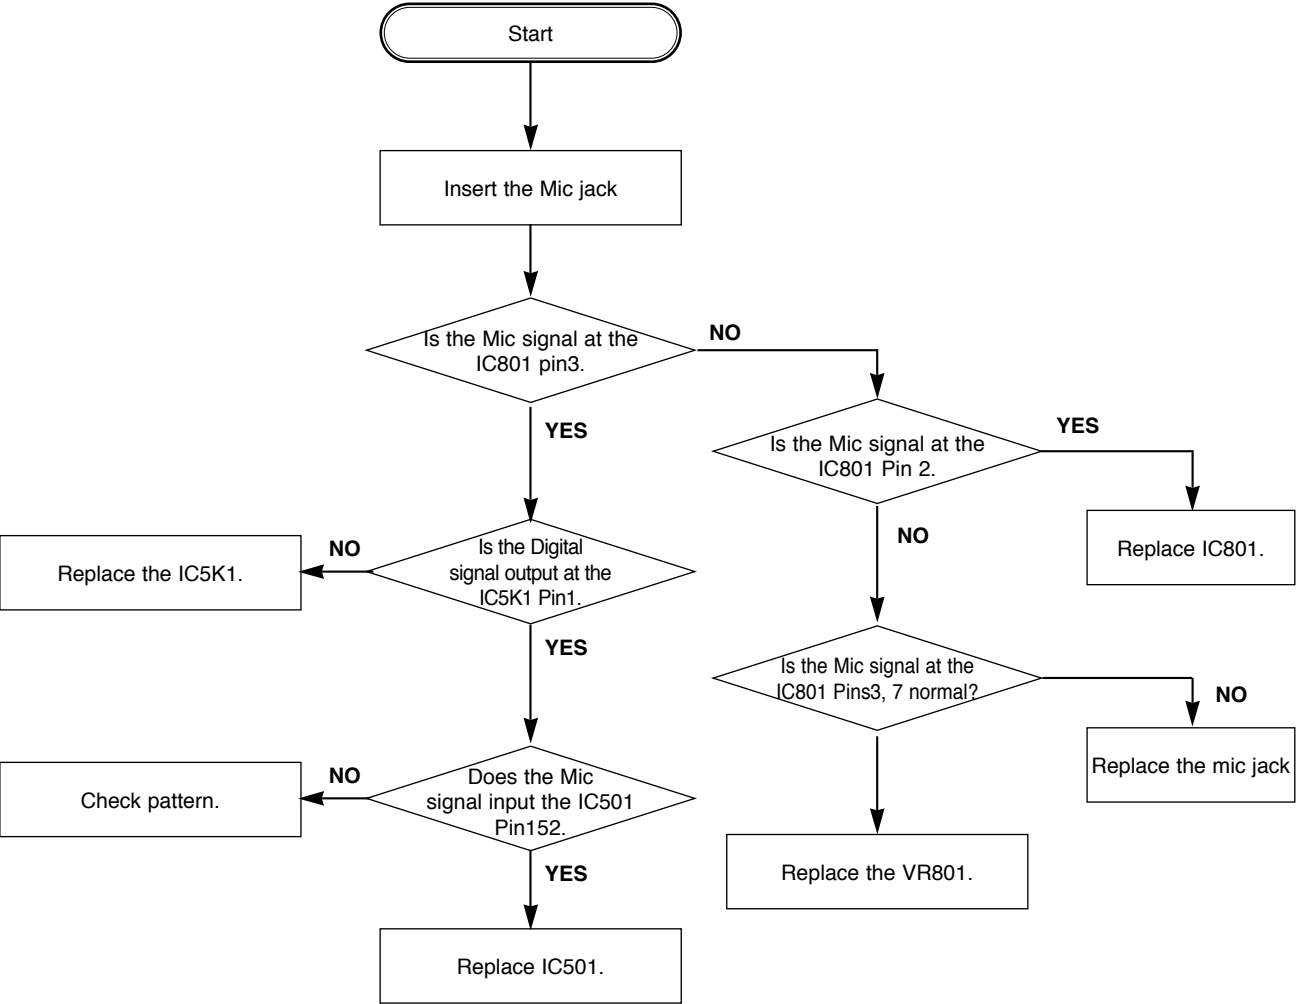 Start
Insert the Mic jack
Is the Mic signal at the
IC801 pin3.
NO
YES
Is the Mic signal at the
IC801 Pin 2.
YES
Replace IC801.
NO
Is the Digital
signal output at the
IC5K1 Pin1.
NO
Replace the IC5K1.
YES
Is the Mic signal at the
IC801 Pins3, 7 normal?
NO
Replace the mic jack
Does the Mic
signal input the IC501
Pin152.
NO
Check pattern.
YES
Replace the VR801.
Replace IC501.